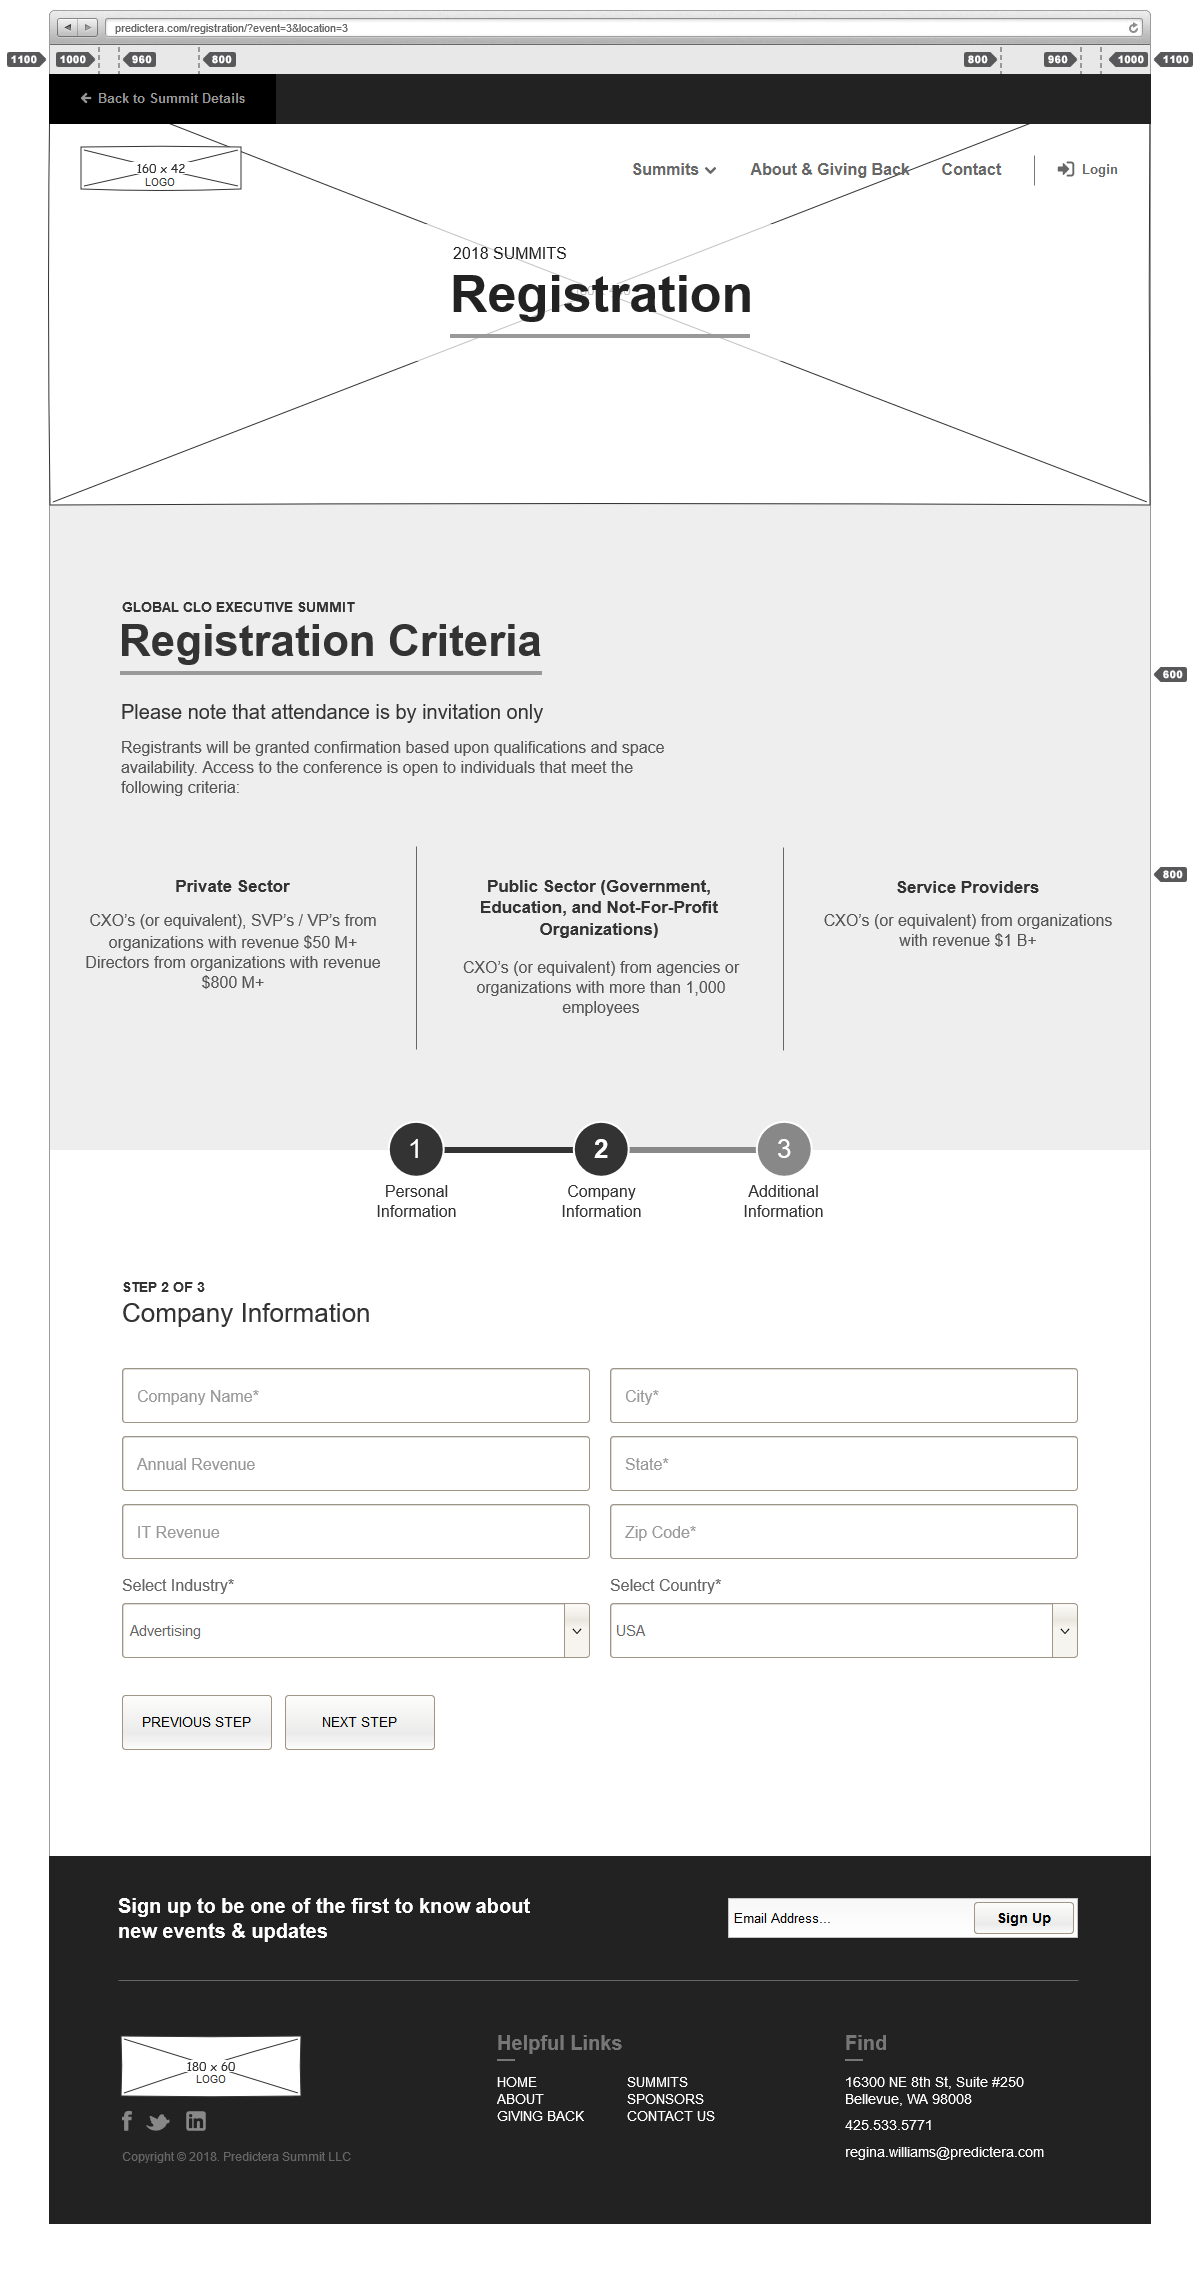 predictera.com/registration/?event=3&location=3
1100 1000 960 800 800 960 1000 1100
Back to Summit Details
160 x 42
LOGO
Summits About & Giving Back Contact Login
2018 SUMMITS
Registration
GLOBAL CLO EXECUTIVE SUMMIT
Registration Criteria
600
Please note that attendance is by invitation only
Registrants will be granted confirmation based upon qualifications and space
availability. Access to the conference is open to individuals that meet the
following criteria:
800
Private Sector
CXO's (or equivalent), SVP's / VP's from
organizations with revenue $50 M+
Directors from organizations with revenue
$800 M+
Public Sector (Government,
Education, and Not-For-Profit
Organizations)
CXO's (or equivalent) from agencies or
organizations with more than 1,000
employees
Service Providers
CXO's (or equivalent) from organizations
with revenue $1 B+
1 2 3
Personal
Information
Company
Information
Additional
Information
STEP 2 OF 3
Company Information
Company Name*
City*
Annual Revenue
State*
IT Revenue
Zip Code*
Select Industry*
Select Country*
Advertising
USA
PREVIOUS STEP
NEXT STEP
Sign up to be one of the first to know about
new events & updates
Email Address...
Sign Up
180 x 60
LOGO
Copyright © 2018. Predictera Summit LLC
Helpful Links
HOME
ABOUT
GIVING BACK
SUMMITS
SPONSORS
CONTACT US
Find
16300 NE 8th St, Suite #250
Bellevue, WA 98008
425.533.5771
regina.williams@predictera.com